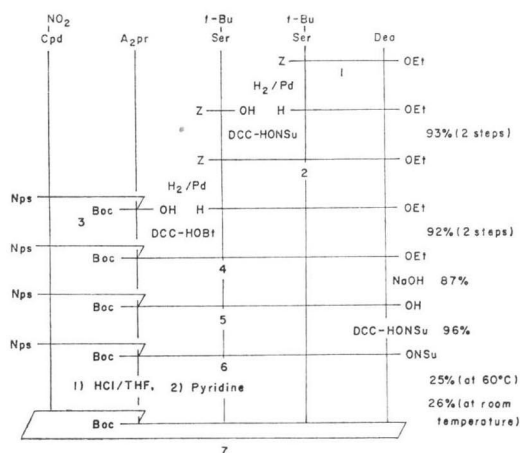 NO2 t-Bu t-Bu
Cpd A2pr Ser Ser Dea
Z OEt
1
H2/Pd
Z OH H OEt
DCC-HONSu 93% (2 steps)
Z OEt
2
H2/Pd
Nps
Boc OH H OEt
3
DCC-HOBt 92% (2 steps)
Nps
Boc OEt
4
NaOH 87%
Nps
Boc OH
5
DCC-HONSu 96%
Nps
Boc ONSu
6
1) HCl/THF, 2) Pyridine 25% (at 60°C)
26% (at room
temperature)
Boc
7